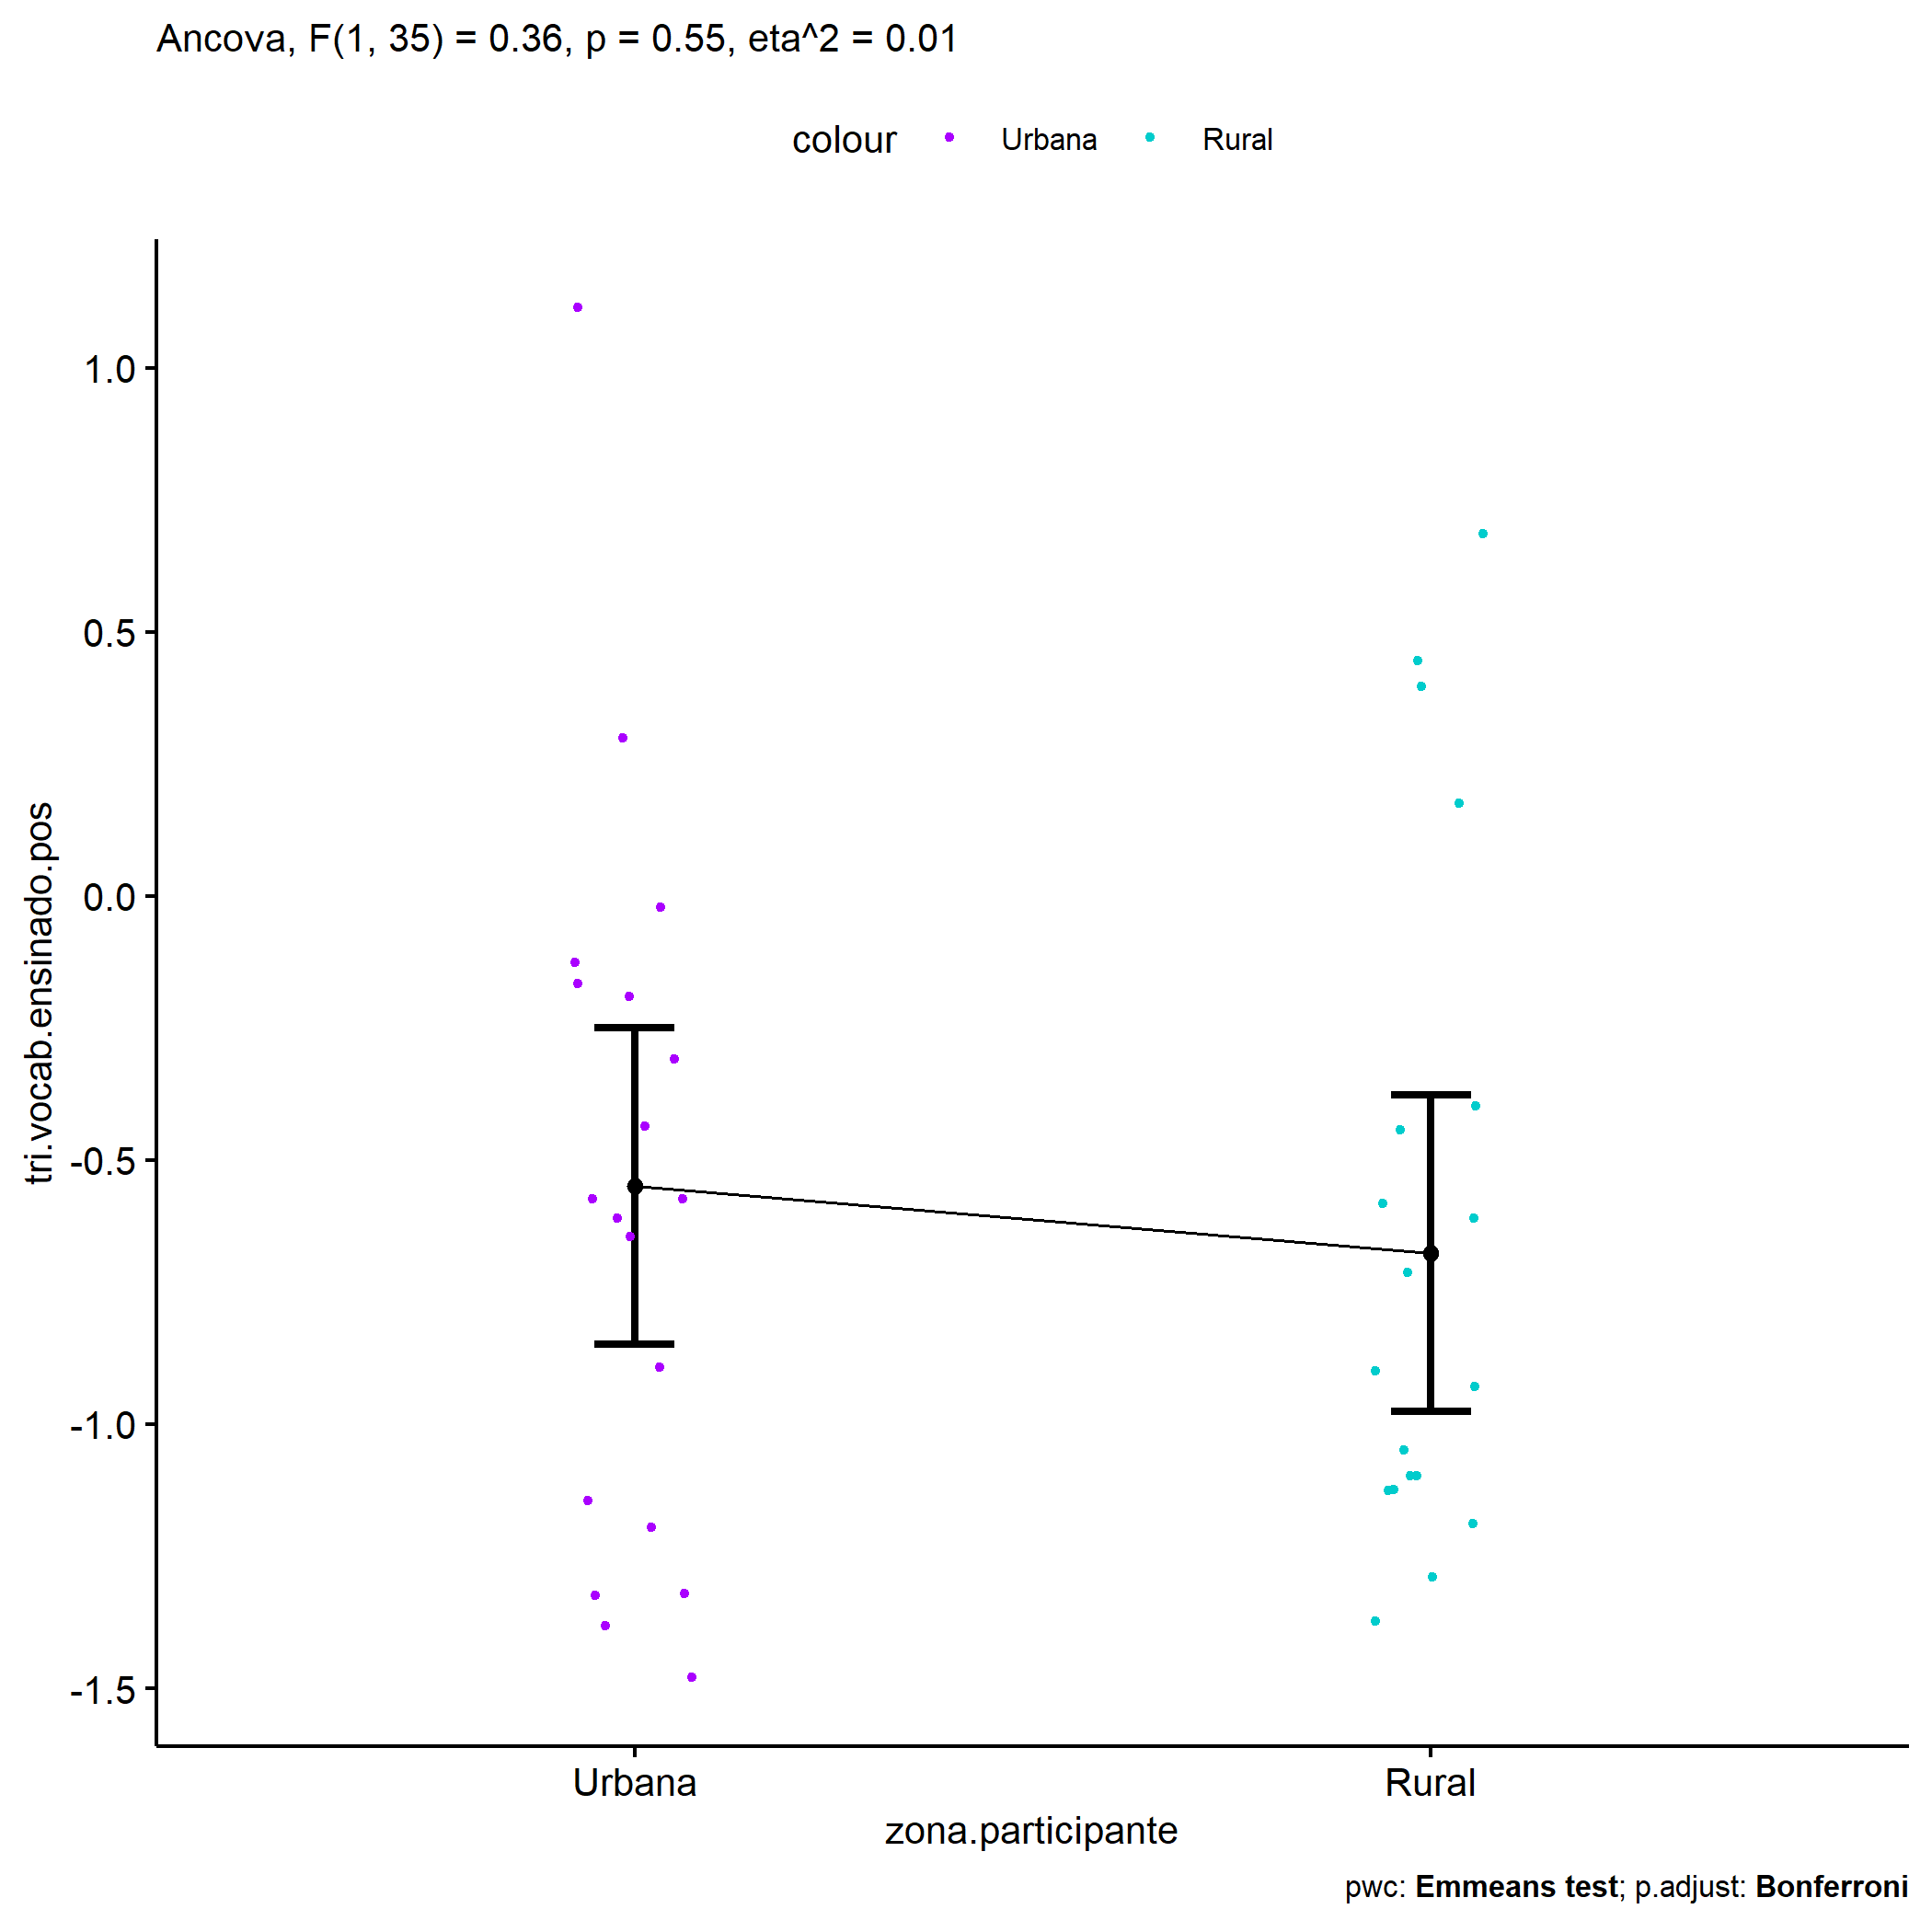 Ancova, F(1, 35) = 0.36, p = 0.55, eta^2 = 0.01
colour Urbana Rural
tri.vocab.ensinado.pos
1.0
0.5
0.0
-0.5
-1.0
-1.5
Urbana Rural
zona.participante
pwc: Emmeans test; p.adjust: Bonferroni